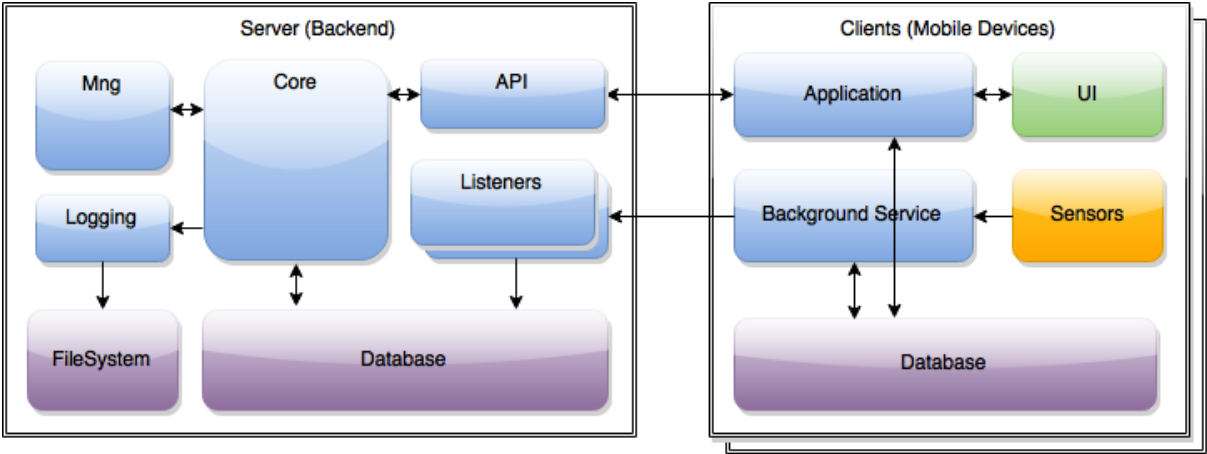 Server (Backend)
Mng
Core
API
Listeners
Logging
FileSystem
Database
Clients (Mobile Devices)
Application
UI
Background Service
Sensors
Database